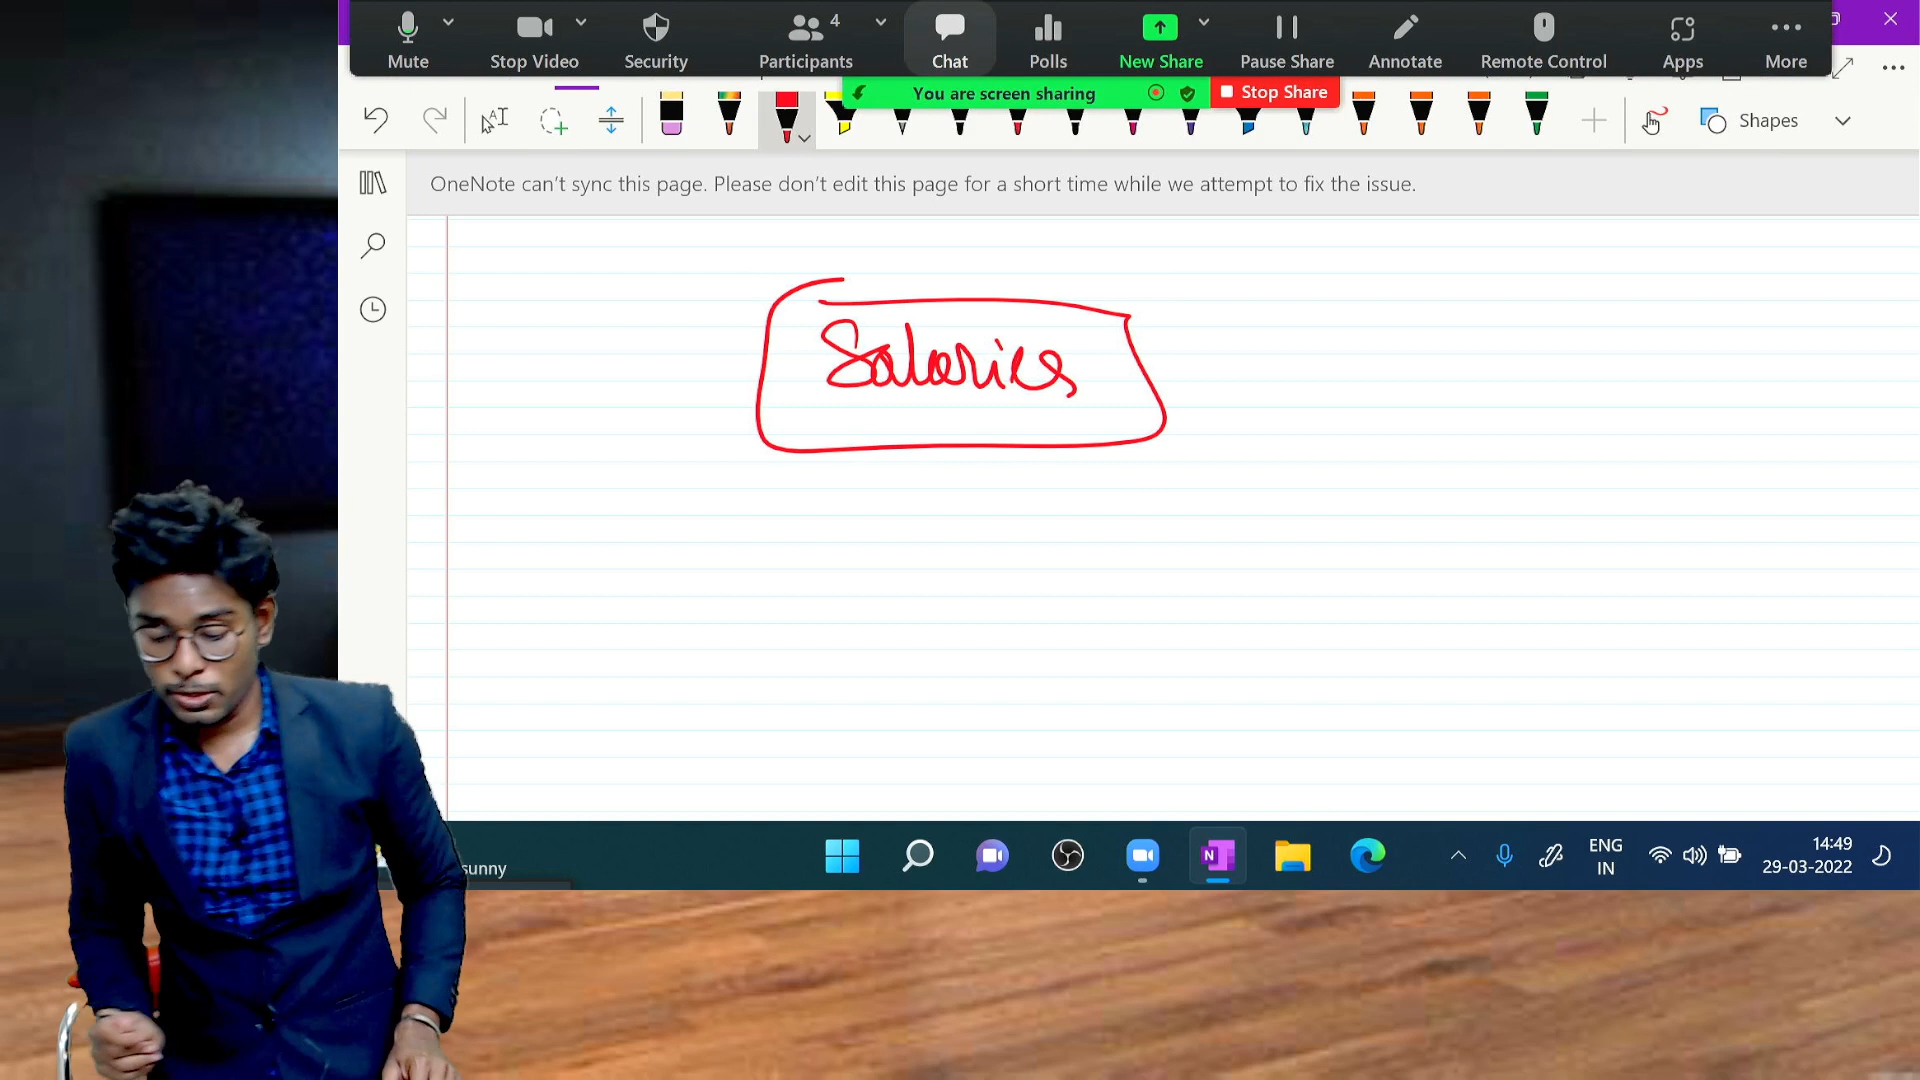 4
Mute
Stop Video
Security
Participants
Chat
Polls
New Share
Pause Share
Annotate
Remote Control
Apps
More
You are screen sharing
Stop Share
Shapes
OneNote can't sync this page. Please don't edit this page for a short time while we attempt to fix the issue.
Salaries
sunny
ENG
IN
14:49
29-03-2022